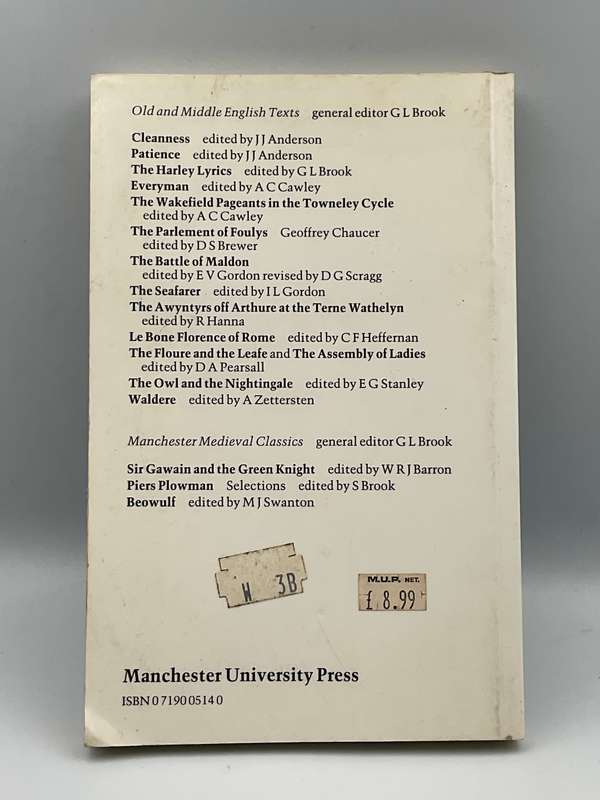 Old and Middle English Texts general editor G L Brook
Cleanness edited by J J Anderson
Patience edited by J J Anderson
The Harley Lyrics edited by G L Brook
Everyman edited by A C Cawley
The Wakefield Pageants in the Towneley Cycle
edited by A C Cawley
The Parlement of Foulys Geoffrey Chaucer
edited by D S Brewer
The Battle of Maldon
edited by E V Gordon revised by D G Scragg
The Seafarer edited by I L Gordon
The Awyntyrs off Arthure at the Terne Wathelyn
edited by R Hanna
Le Bone Florence of Rome edited by C F Heffernan
The Floure and the Leafe and The Assembly of Ladies
edited by D A Pearsall
The Owl and the Nightingale edited by E G Stanley
Waldere edited by A Zettersten
Manchester Medieval Classics general editor G L Brook
Sir Gawain and the Green Knight edited by W R J Barron
Piers Plowman Selections edited by S Brook
Beowulf edited by M J Swanton
W 3B
M.U.P. NET.
£ 8.99
Manchester University Press
ISBN 0 7190 0514 0